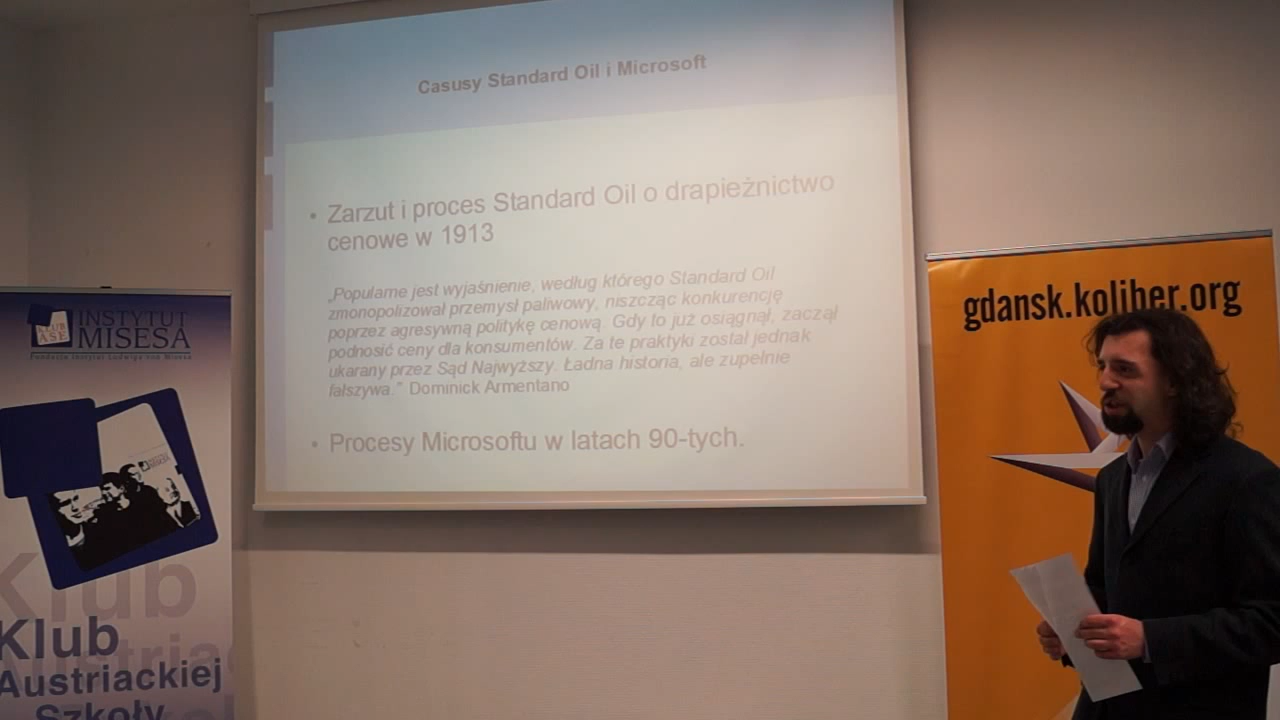 Casusy Standard Oil i Microsoft
• Zarzut i proces Standard Oil o drapieżnictwo
cenowe w 1913
„Popularne jest wyjaśnienie, według którego Standard Oil
zmonopolizował przemysł paliwowy, niszcząc konkurencję
poprzez agresywną politykę cenową. Gdy to już osiągnął, zaczął
podnosić ceny dla konsumentów. Za te praktyki został jednak
ukarany przez Sąd Najwyższy. Ładna historia, ale zupełnie
fałszywa.” Dominick Armentano
• Procesy Microsoftu w latach 90-tych.
KLUB
ASE
INSTYTUT
MISESA
Fundacja Instytut Ludwiga von Misesa
Klub
Klub
Austriackiej
Szkoły
gdansk.koliber.org